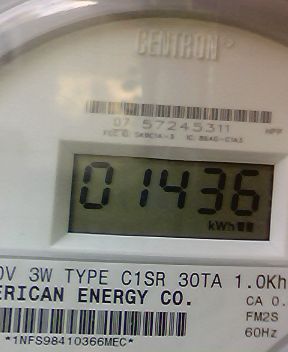 CENTRON
07 57245311
01436
kWh
3W TYPE C1SR 30TA 1.0Kh
ERICAN ENERGY CO.
CA 0.
FM2S
60Hz
*1NFS98410366MEC*